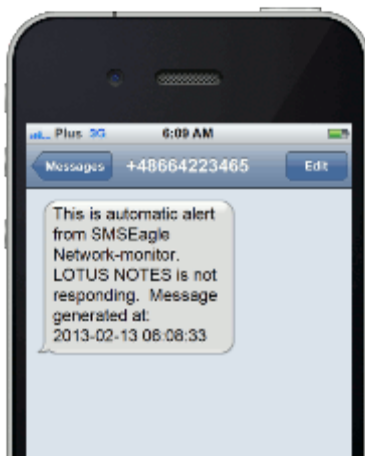 Plus 3G 6:09 AM
Messages +48664223465 Edit
This is automatic alert
from SMSEagle
Network-monitor.
LOTUS NOTES is not
responding. Message
generated at:
2013-02-13 06:08:33